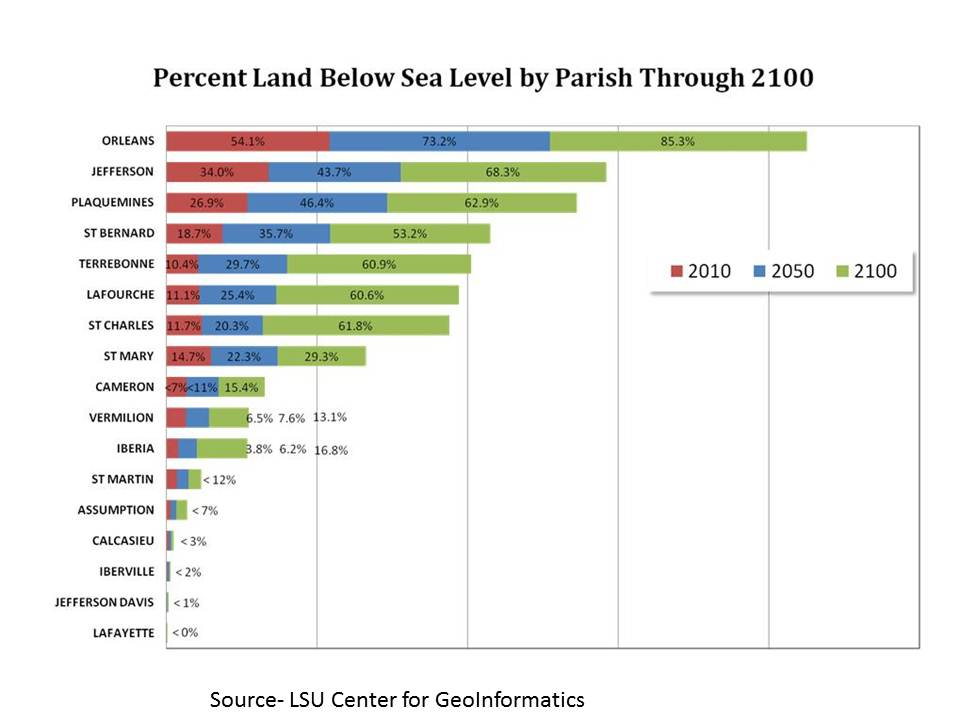 Percent Land Below Sea Level by Parish Through 2100
ORLEANS 54.1% 73.2% 85.3%
JEFFERSON 34.0% 43.7% 68.3%
PLAQUEMINES 26.9% 46.4% 62.9%
ST BERNARD 18.7% 35.7% 53.2%
TERREBONNE 10.4% 29.7% 60.9%
2010 2050 2100
LAFOURCHE 11.1% 25.4% 60.6%
ST CHARLES 11.7% 20.3% 61.8%
ST MARY 14.7% 22.3% 29.3%
CAMERON <7% <11% 15.4%
VERMILION 6.5% 7.6% 13.1%
IBERIA 3.8% 6.2% 16.8%
ST MARTIN < 12%
ASSUMPTION < 7%
CALCASIEU < 3%
IBERVILLE < 2%
JEFFERSON DAVIS < 1%
LAFAYETTE < 0%
Source- LSU Center for GeoInformatics